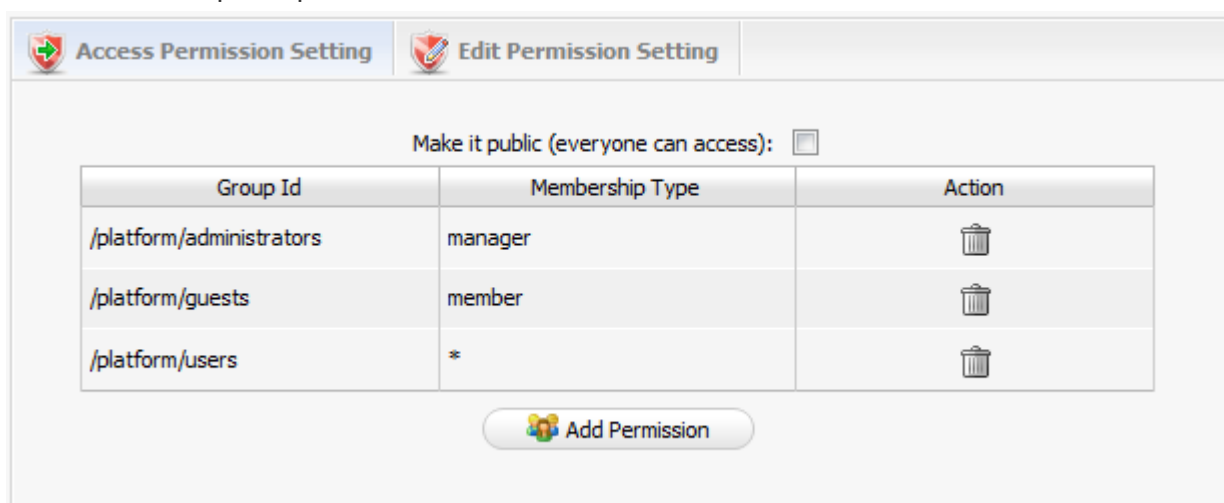 Access Permission Setting Edit Permission Setting
Make it public (everyone can access):
Group Id Membership Type Action
/platform/administrators manager
/platform/guests member
/platform/users *
Add Permission